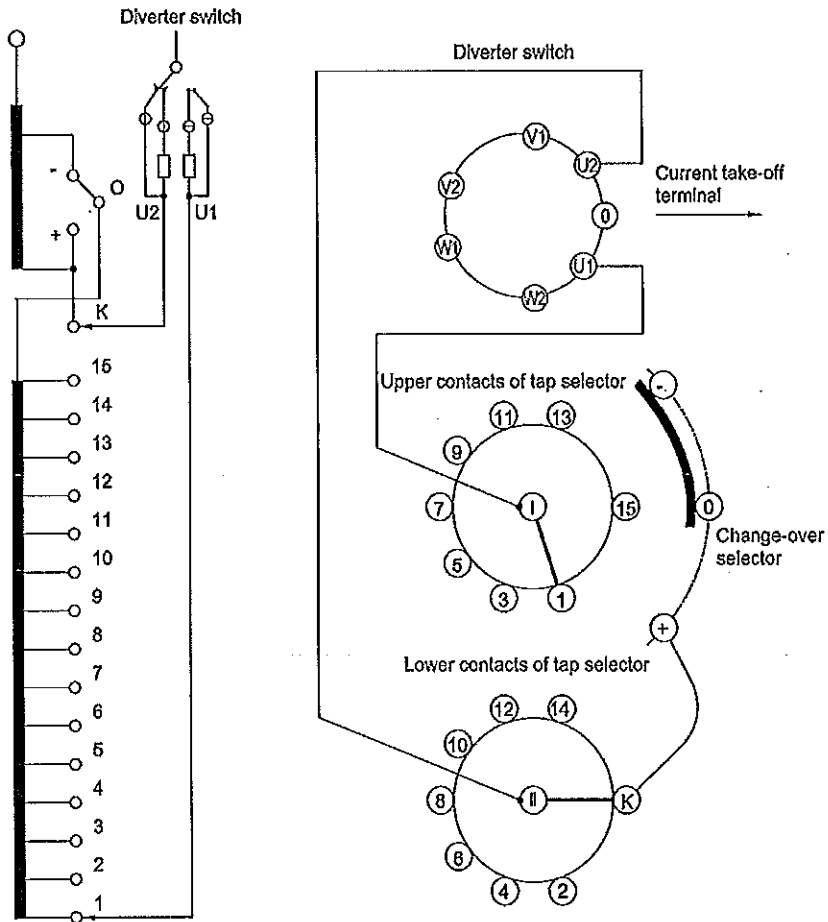 Diverter switch
-
O
+
U2 U1
K
15
14
13
12
11
10
9
8
7
6
5
4
3
2
1
Diverter switch
V1
U2
V2
0
W1
U1
W2
Current take-off
terminal
Upper contacts of tap selector
11 13
9
7 I 15
5
3 1
-
0
Change-over
selector
+
Lower contacts of tap selector
12 14
10
8 II K
6
4 2